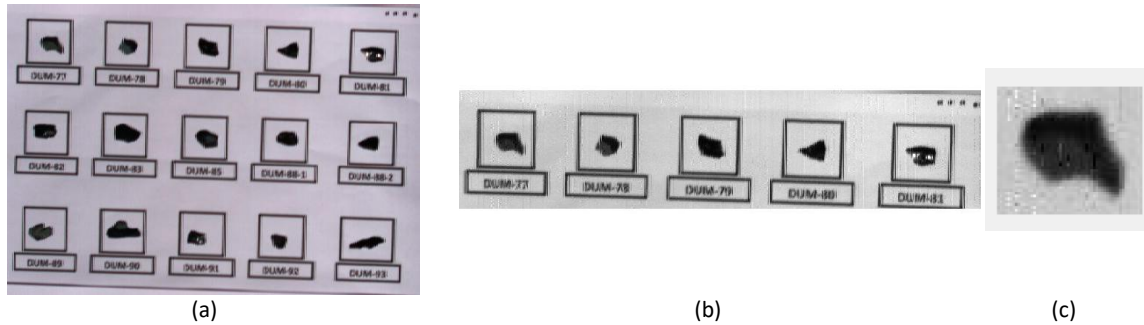 DUM-77 DUM-78 DUM-79 DUM-80 DUM-81
DUM-82 DUM-83 DUM-85 DUM-88-1 DUM-88-2
DUM-89 DUM-90 DUM-91 DUM-92 DUM-93
DUM-77 DUM-78 DUM-79 DUM-80 DUM-81
(a) (b) (c)